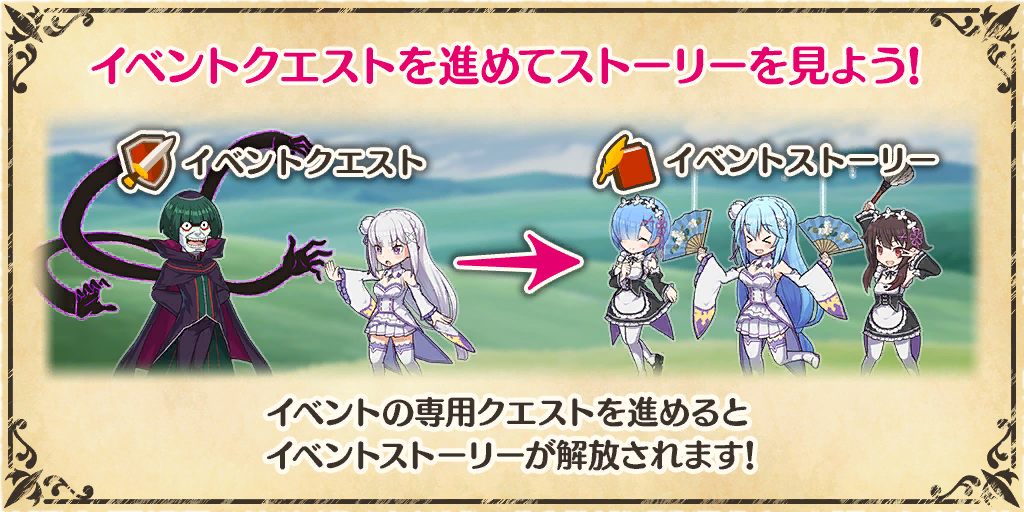 イベントクエストを進めてストーリーを見よう!
イベントクエスト
イベントストーリー
イベントの専用クエストを進めると
イベントストーリーが解放されます!